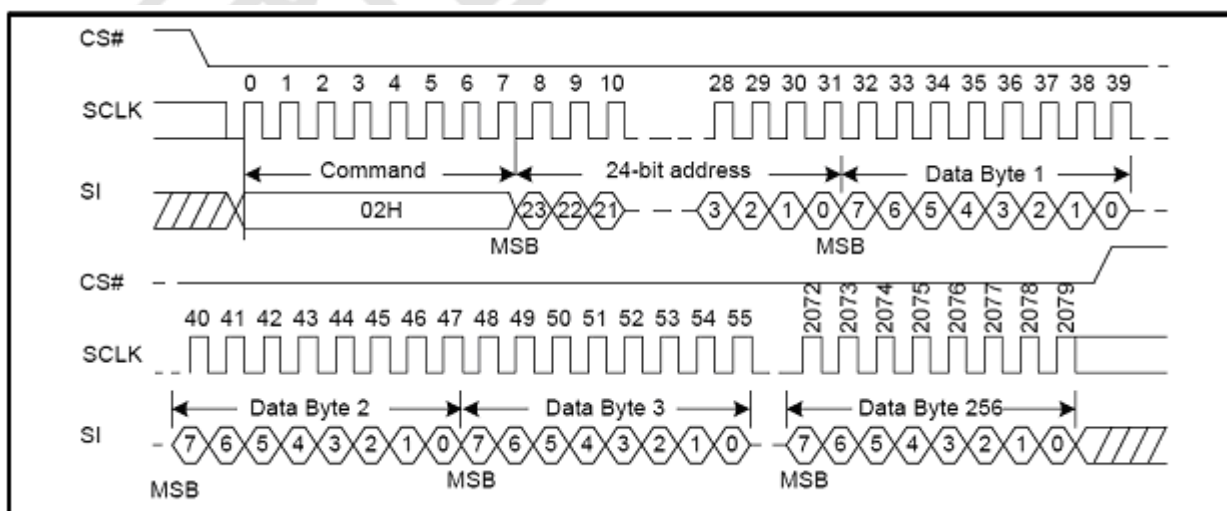 CS#
0 1 2 3 4 5 6 7 8 9 10 28 29 30 31 32 33 34 35 36 37 38 39
SCLK
Command 24-bit address Data Byte 1
SI
02H 23 22 21 3 2 1 0 7 6 5 4 3 2 1 0
MSB MSB
CS#
40 41 42 43 44 45 46 47 48 49 50 51 52 53 54 55 2072 2073 2074 2075 2076 2077 2078 2079
SCLK
Data Byte 2 Data Byte 3 Data Byte 256
SI
7 6 5 4 3 2 1 0 7 6 5 4 3 2 1 0 7 6 5 4 3 2 1 0
MSB MSB MSB